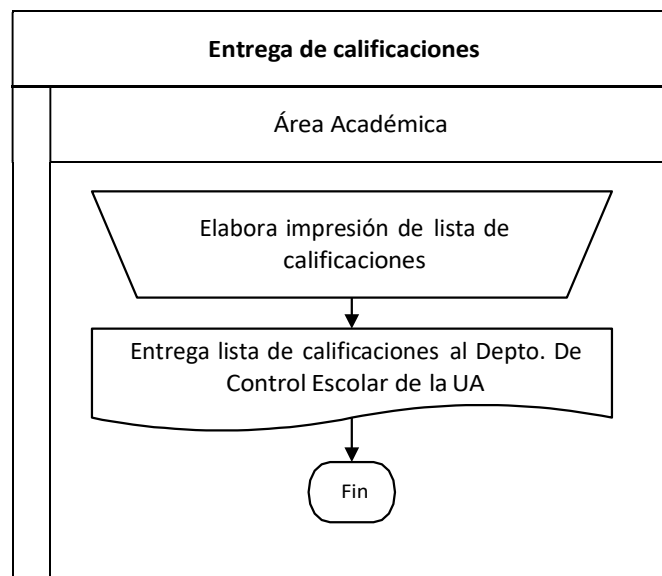 Entrega de calificaciones
Área Académica
Elabora impresión de lista de
calificaciones
Entrega lista de calificaciones al Depto. De
Control Escolar de la UA
Fin